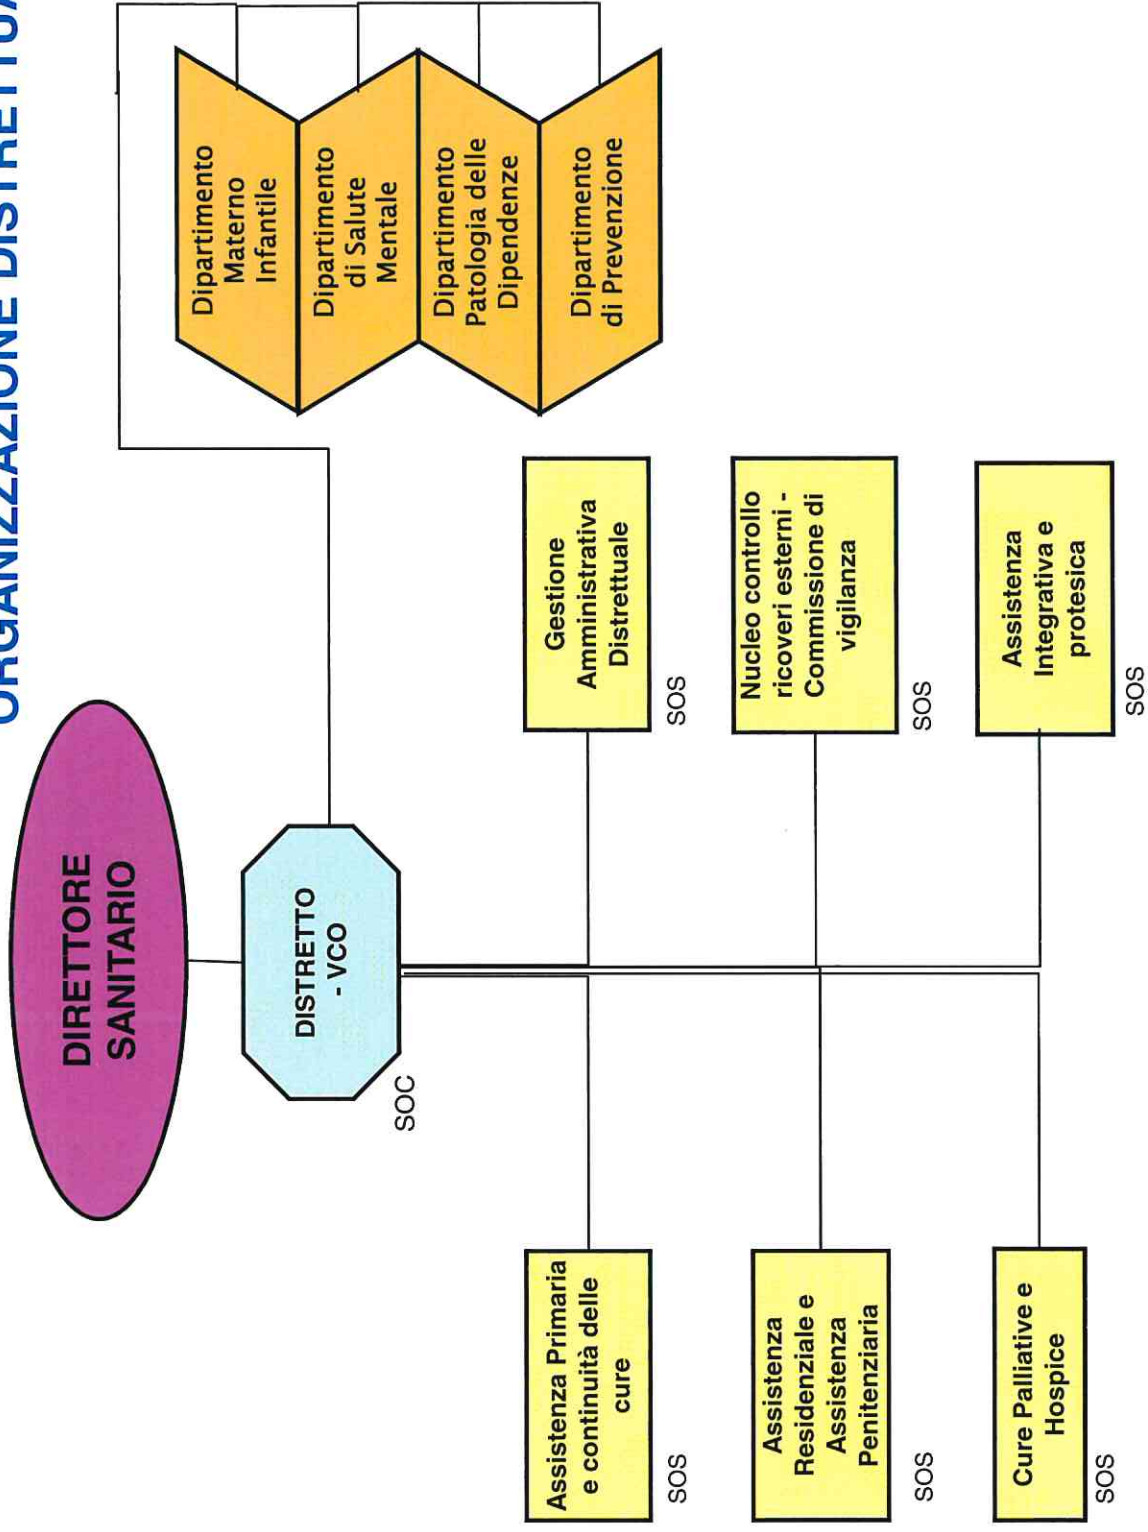 ORGANIZZAZIONE DISTRETTUA
DIRETTORE
SANITARIO
DISTRETTO
- VCO
SOC
Dipartimento
Materno
Infantile
Dipartimento
di Salute
Mentale
Dipartimento
Patologia delle
Dipendenze
Dipartimento
di Prevenzione
Assistenza Primaria
e continuità delle
cure
SOS
Gestione
Amministrativa
Distrettuale
SOS
Assistenza
Residenziale e
Assistenza
Penitenziaria
SOS
Nucleo controllo
ricoveri esterni -
Commissione di
vigilanza
SOS
Cure Palliative e
Hospice
SOS
Assistenza
Integrativa e
protesica
SOS